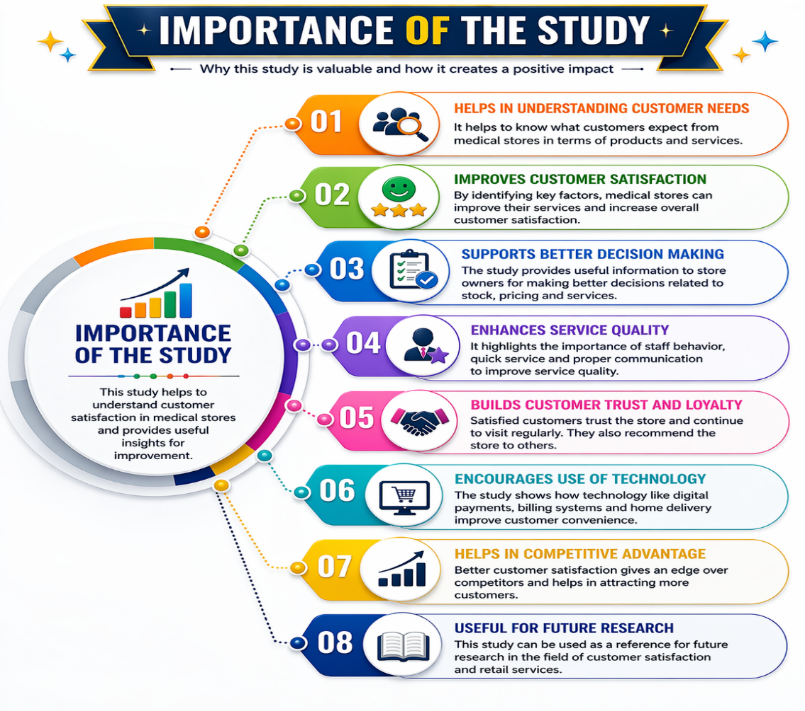 IMPORTANCE OF THE STUDY
Why this study is valuable and how it creates a positive impact
IMPORTANCE
OF THE STUDY
This study helps to
understand customer
satisfaction in medical stores
and provides useful
insights for
improvement.
01
HELPS IN UNDERSTANDING CUSTOMER NEEDS
It helps to know what customers expect from
medical stores in terms of products and services.
02
IMPROVES CUSTOMER SATISFACTION
By identifying key factors, medical stores can
improve their services and increase overall
customer satisfaction.
03
SUPPORTS BETTER DECISION MAKING
The study provides useful information to store
owners for making better decisions related to
stock, pricing and services.
04
ENHANCES SERVICE QUALITY
It highlights the importance of staff behavior,
quick service and proper communication
to improve service quality.
05
BUILDS CUSTOMER TRUST AND LOYALTY
Satisfied customers trust the store and continue
to visit regularly. They also recommend the
store to others.
06
ENCOURAGES USE OF TECHNOLOGY
The study shows how technology like digital
payments, billing systems and home delivery
improve customer convenience.
07
HELPS IN COMPETITIVE ADVANTAGE
Better customer satisfaction gives an edge over
competitors and helps in attracting more
customers.
08
USEFUL FOR FUTURE RESEARCH
This study can be used as a reference for future
research in the field of customer satisfaction
and retail services.